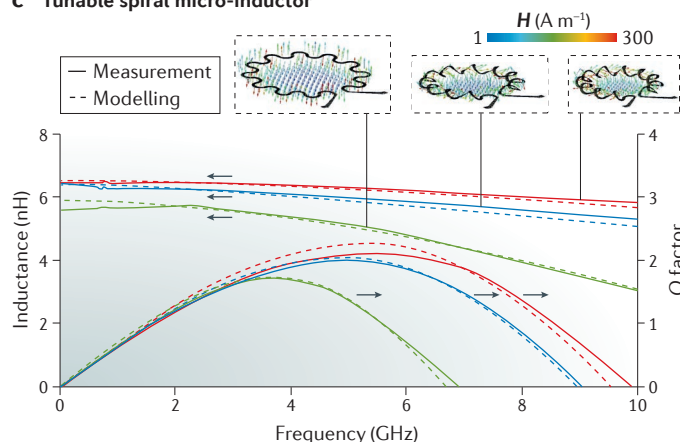 c Tunable spiral micro-inductor
H (A m⁻¹)
1 300
Measurement
Modelling
8 4
6 3
4 2
2 1
0 0
0 2 4 6 8 10
Inductance (nH)
Q factor
Frequency (GHz)